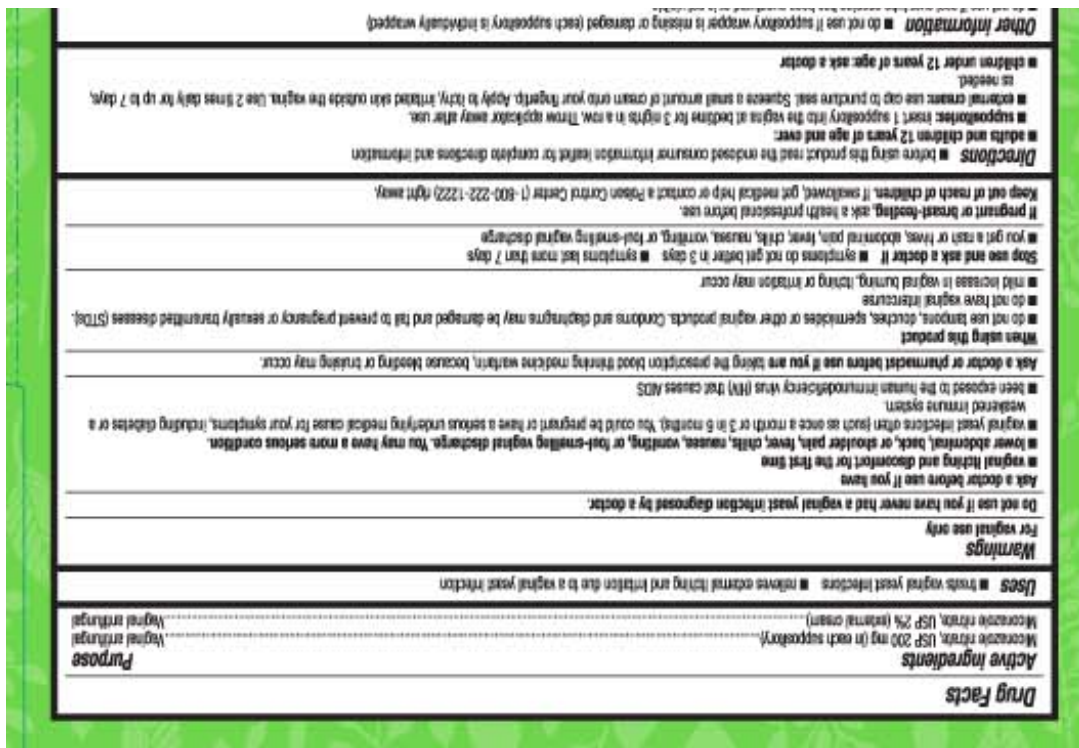 Drug Facts
Active ingredients Purpose
Miconazole nitrate, USP 200 mg (in each suppository) Vaginal antifungal
Miconazole nitrate, USP 2% (external cream) Vaginal antifungal
Uses ■ treats vaginal yeast infections ■ relieves external itching and irritation due to a vaginal yeast infection
Warnings
For vaginal use only
Do not use if you have never had a vaginal yeast infection diagnosed by a doctor.
Ask a doctor before use if you have
■ vaginal itching and discomfort for the first time
■ lower abdominal, back, or shoulder pain, fever, chills, nausea, vomiting, or foul-smelling vaginal discharge. You may have a more serious condition.
■ vaginal yeast infections often (such as once a month or 3 in 6 months). You could be pregnant or have a serious underlying medical cause for your symptoms, including diabetes or a
weakened immune system.
■ been exposed to the human immunodeficiency virus (HIV) that causes AIDS
Ask a doctor or pharmacist before use if you are taking the prescription blood thinning medicine warfarin, because bleeding or bruising may occur.
When using this product
■ do not use tampons, douches, spermicides or other vaginal products. Condoms and diaphragms may be damaged and fail to prevent pregnancy or sexually transmitted diseases (STDs).
■ do not have vaginal intercourse
■ mild increase in vaginal burning, itching or irritation may occur
Stop use and ask a doctor if ■ symptoms do not get better in 3 days ■ symptoms last more than 7 days
■ you get a rash or hives, abdominal pain, fever, chills, nausea, vomiting, or foul-smelling vaginal discharge
If pregnant or breast-feeding, ask a health professional before use.
Keep out of reach of children. If swallowed, get medical help or contact a Poison Control Center (1-800-222-1222) right away.
Directions ■ before using this product read the enclosed consumer information leaflet for complete directions and information
■ adults and children 12 years of age and over:
■ suppositories: insert 1 suppository into the vagina at bedtime for 3 nights in a row. Throw applicator away after use.
■ external cream: use cap to puncture seal. Squeeze a small amount of cream onto your fingertip. Apply to itchy, irritated skin outside the vagina. Use 2 times daily for up to 7 days,
as needed.
■ children under 12 years of age: ask a doctor
Other information ■ do not use if suppository wrapper is missing or damaged (each suppository is individually wrapped)